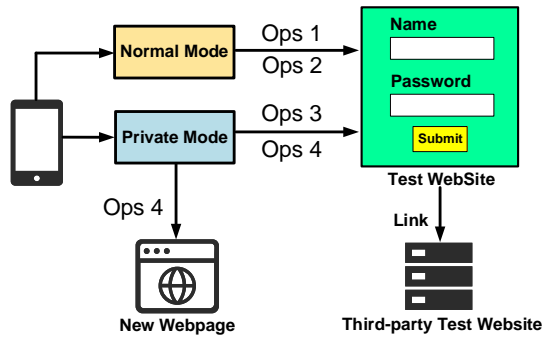 Normal Mode
Ops 1
Ops 2
Name
Password
Submit
Private Mode
Ops 3
Ops 4
Test WebSite
Ops 4
Link
New Webpage
Third-party Test Website